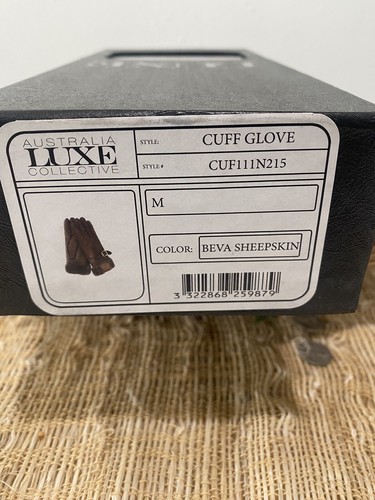 AUSTRALIA
LUXE
COLLECTIVE
STYLE: CUFF GLOVE
STYLE # CUF111N215
M
COLOR: BEVA SHEEPSKIN
3 322868 259879